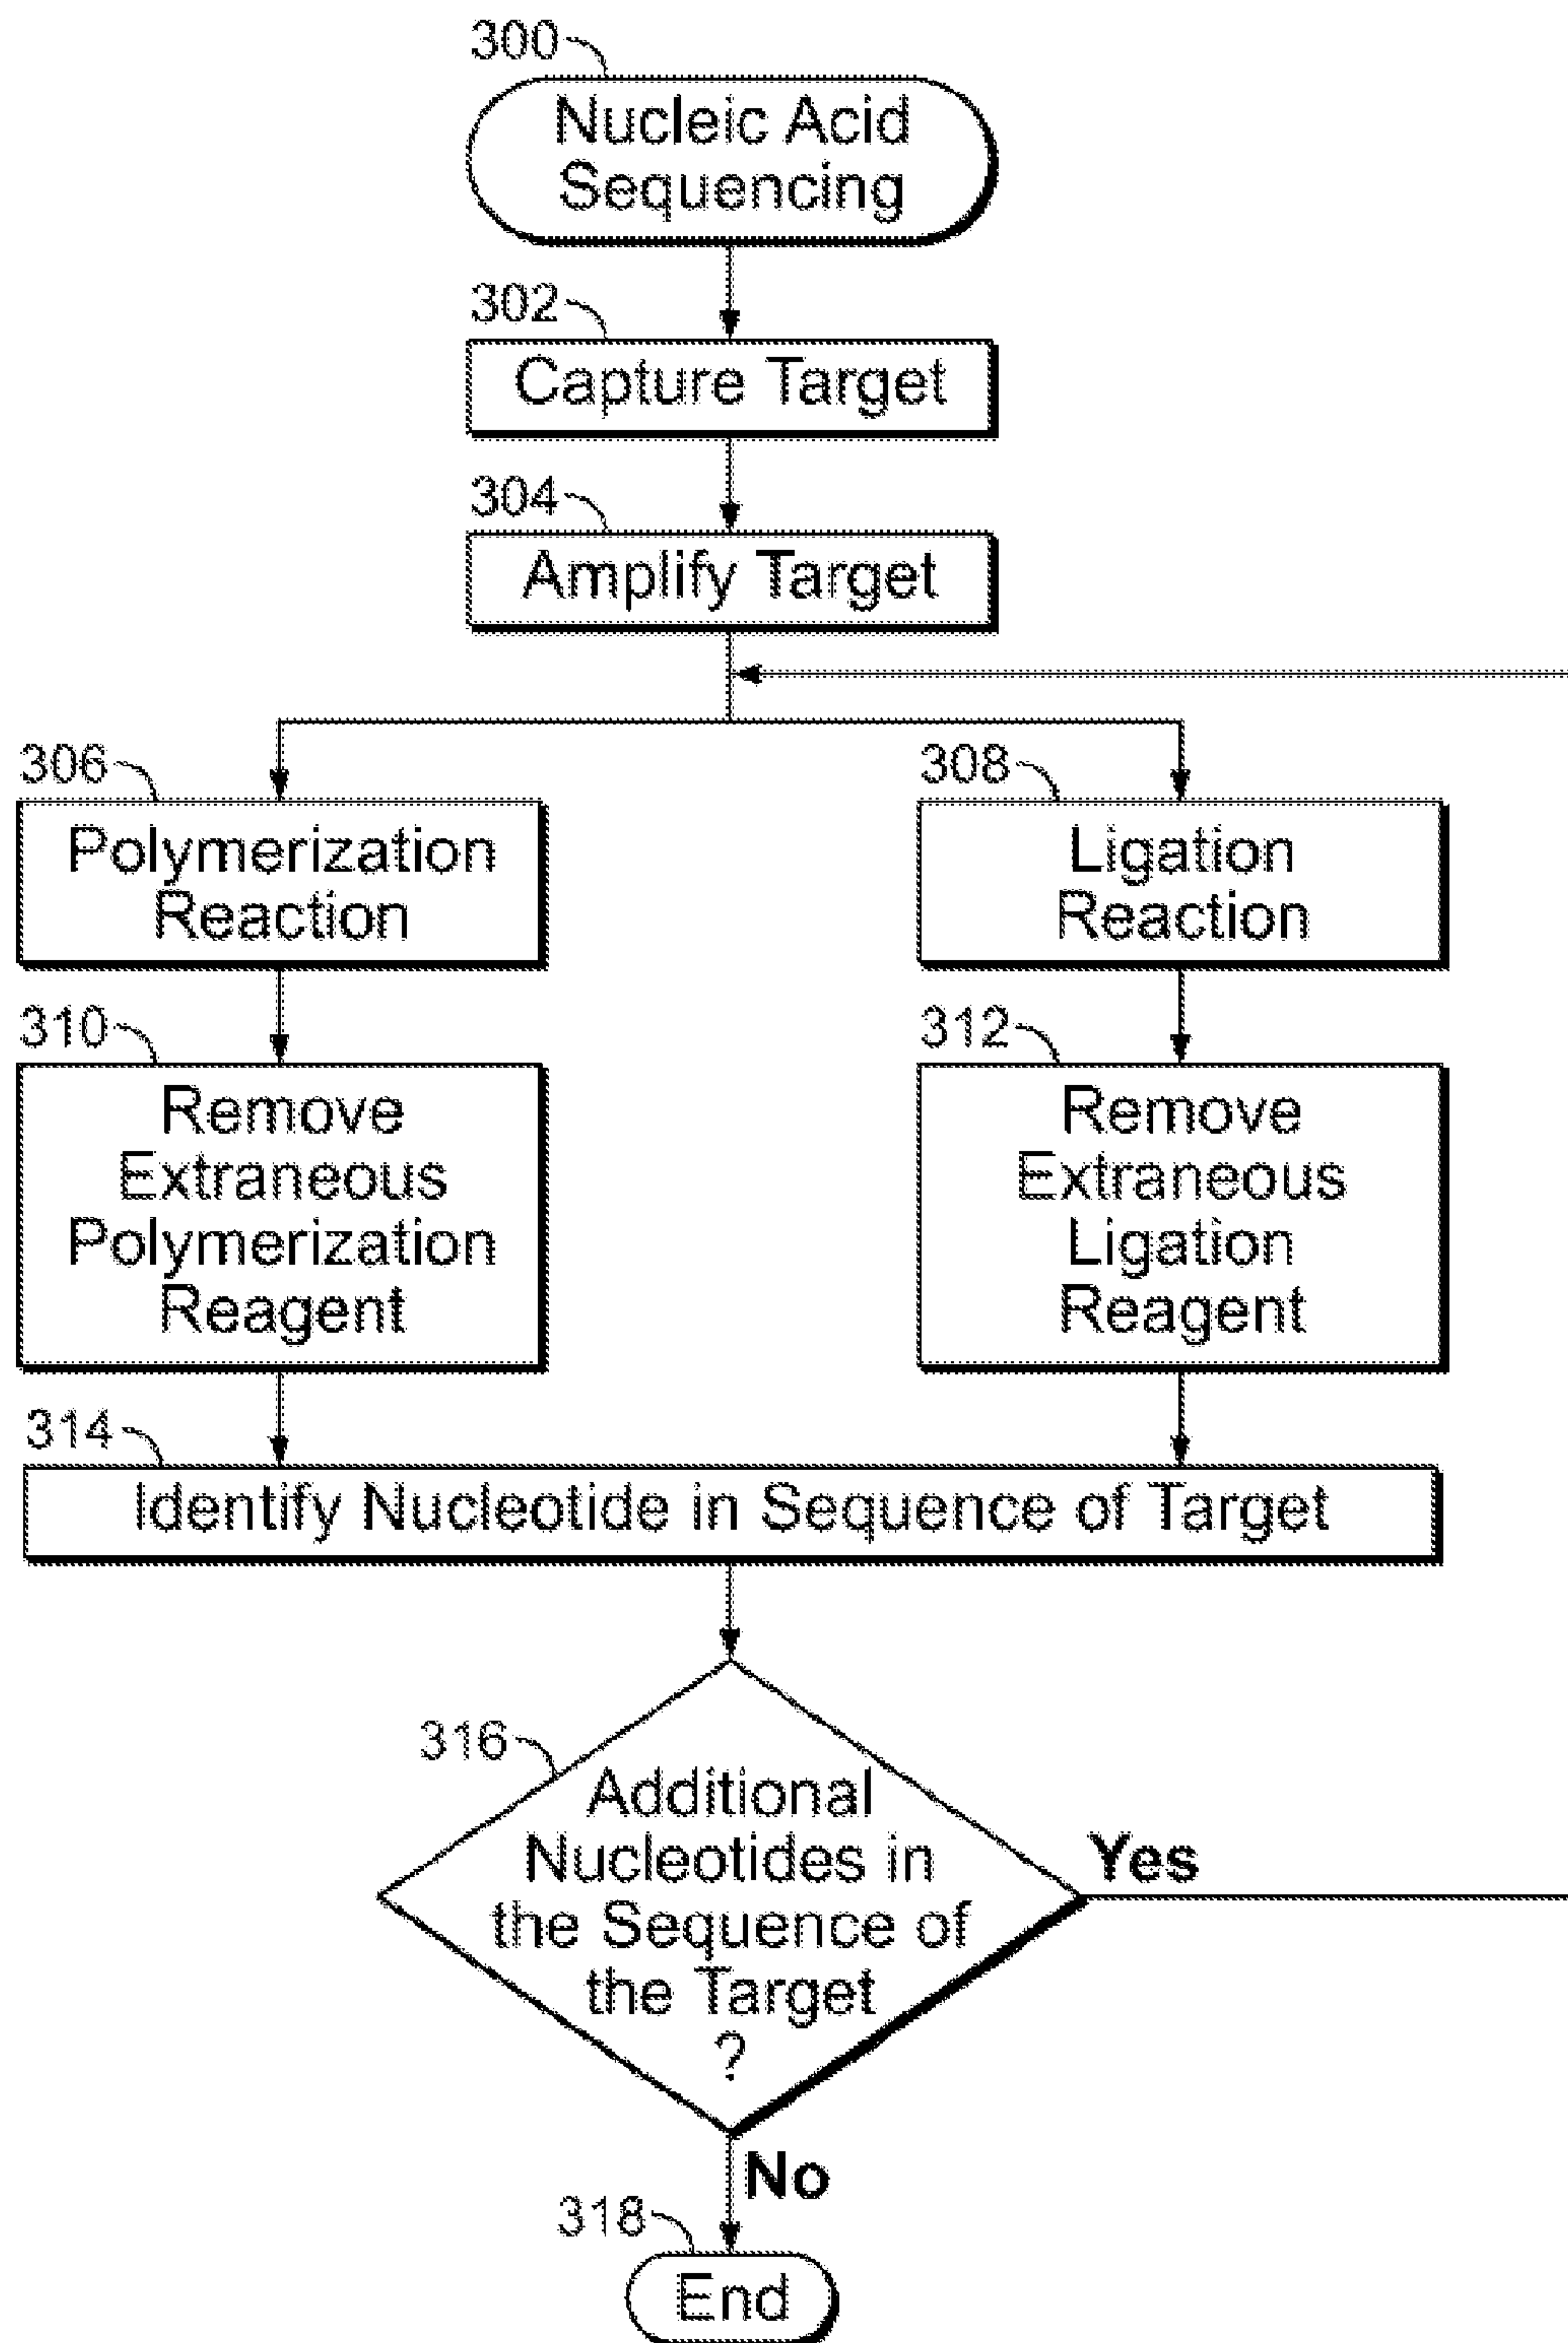 300
Nucleic Acid
Sequencing
302
Capture Target
304
Amplify Target
306
Polymerization
Reaction
308
Ligation
Reaction
310
Remove
Extraneous
Polymerization
Reagent
312
Remove
Extraneous
Ligation
Reagent
314
Identify Nucleotide in Sequence of Target
316
Additional
Nucleotides in
the Sequence of
the Target
?
Yes
No
318
End